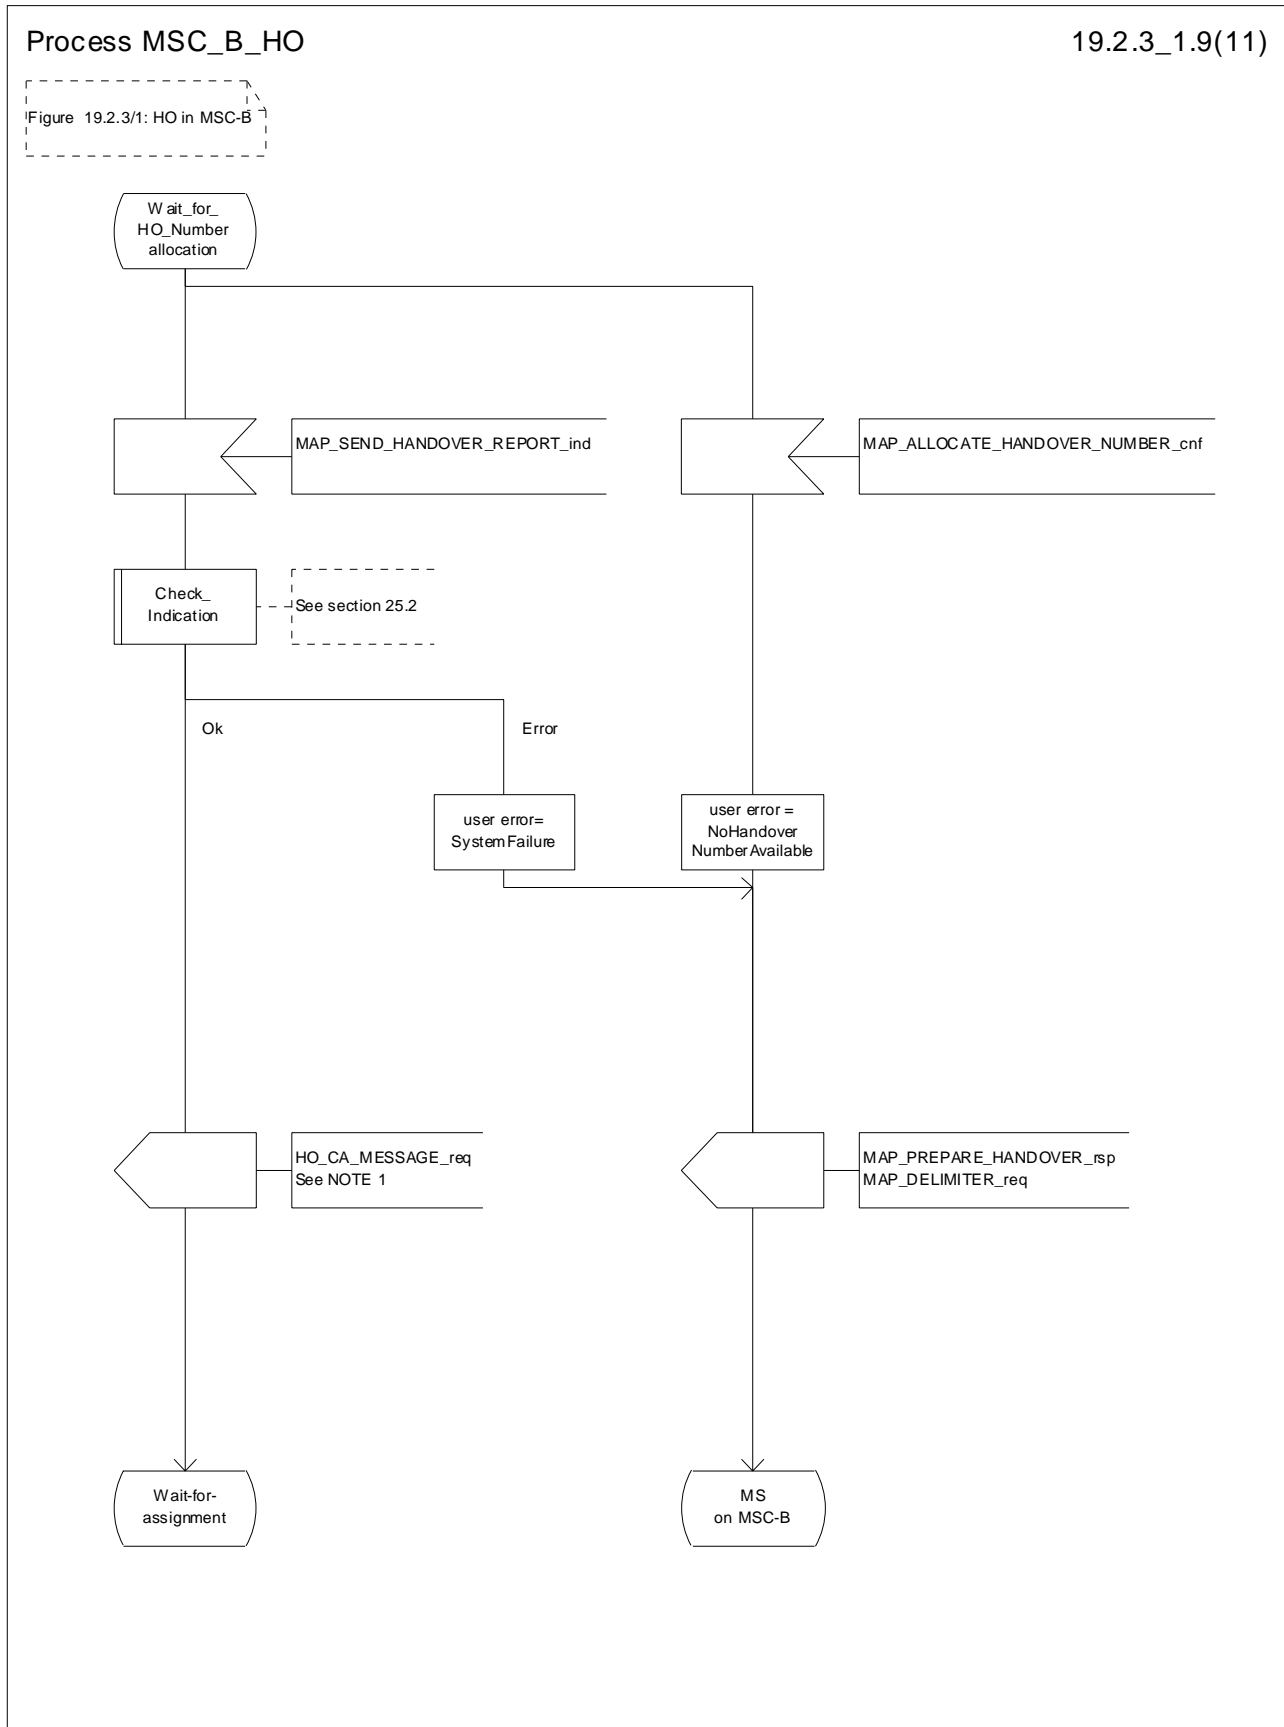 Process MSC_B_HO
19.2.3_1.9(11)
Figure 19.2.3/1: HO in MSC-B
Wait_for_
HO_Number
allocation
MAP_SEND_HANDOVER_REPORT_ind
MAP_ALLOCATE_HANDOVER_NUMBER_cnf
Check_
Indication
See section 25.2
Ok
Error
user error=
SystemFailure
user error =
NoHandover
NumberAvailable
HO_CA_MESSAGE_req
See NOTE 1
MAP_PREPARE_HANDOVER_rsp
MAP_DELIMITER_req
Wait-for-
assignment
MS
on MSC-B